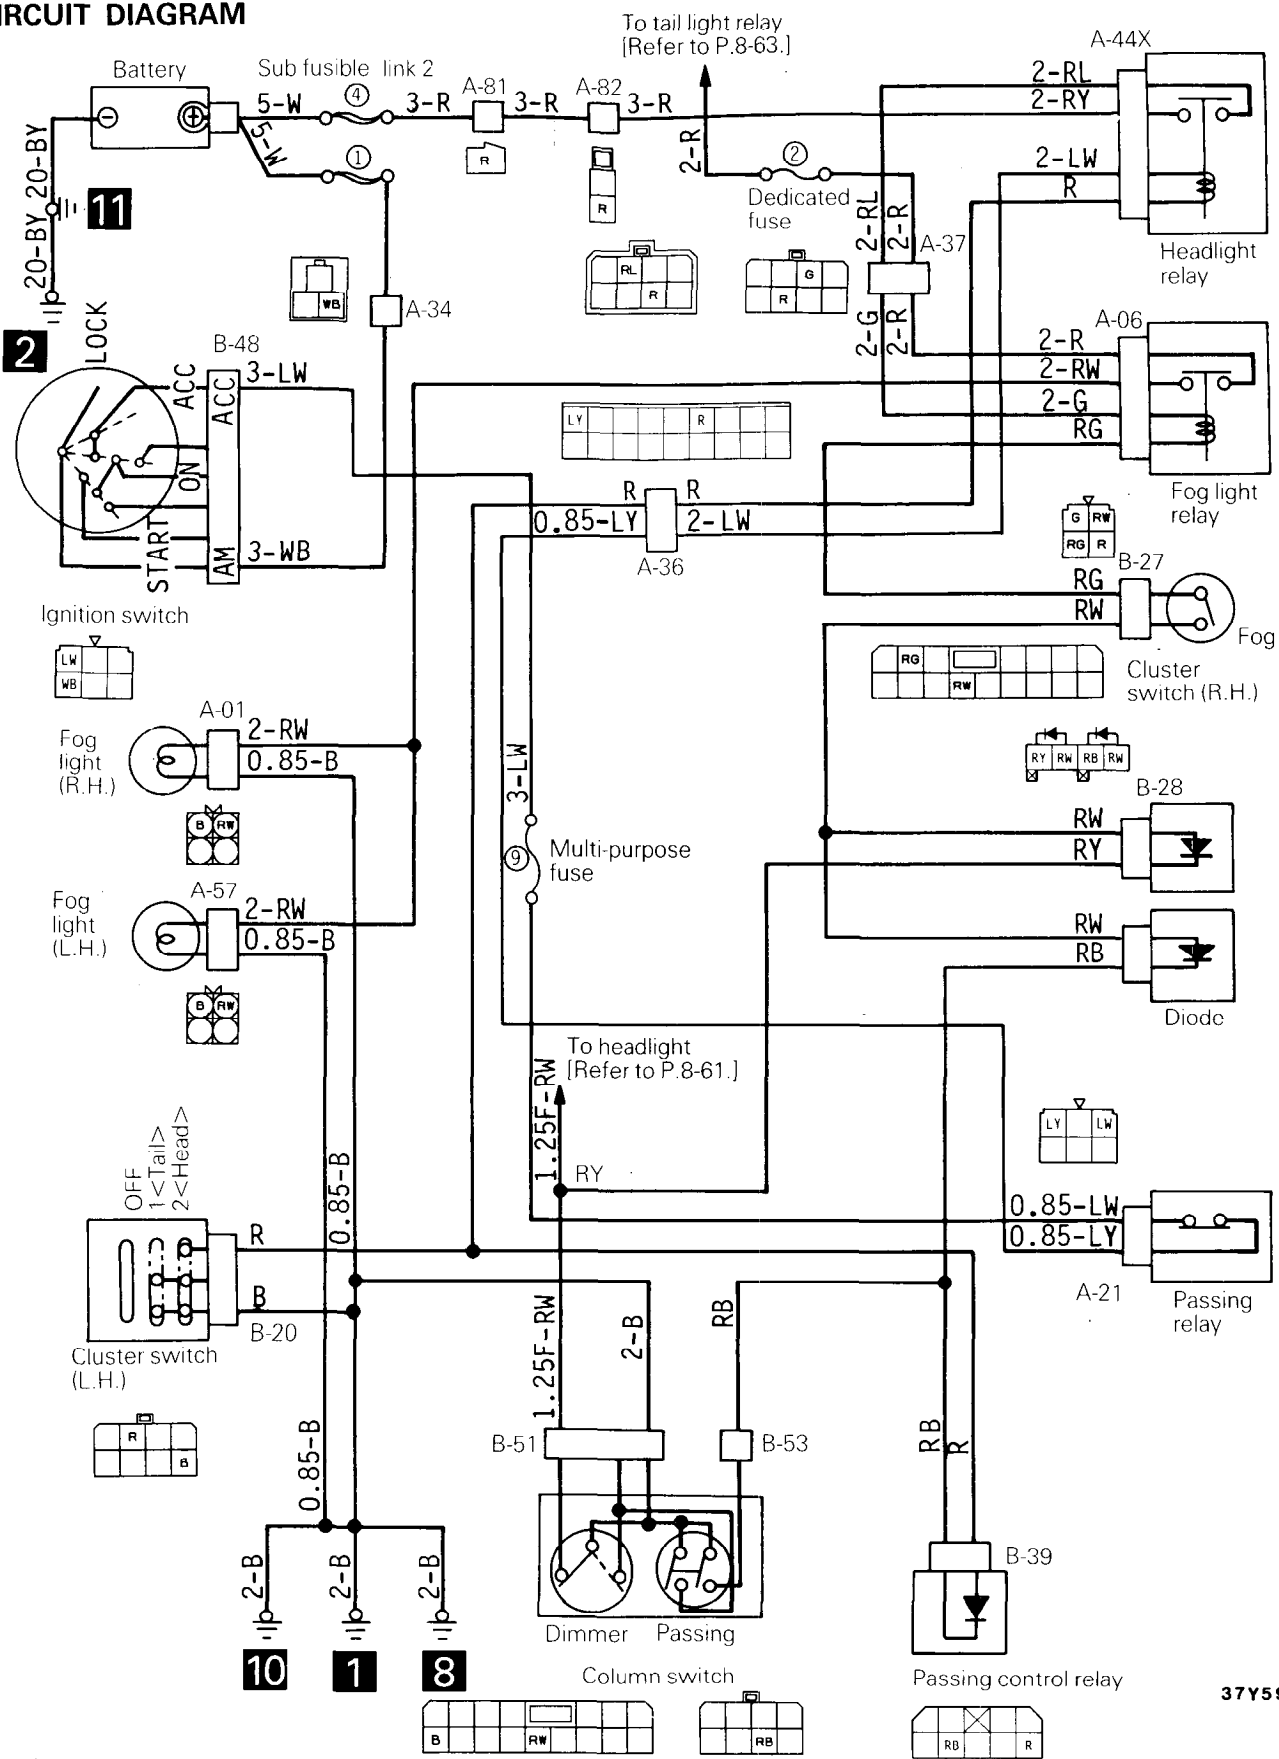 IRCUIT DIAGRAM
To tail light relay
[Refer to P.8-63.]
A-44X
Battery
Sub fusible link 2
5-W
4
3-R
A-81
3-R
A-82
3-R
2-RL
2-RY
5-W
1
R
R
2-R
2
Dedicated
fuse
2-LW
R
20-BY
11
20-BY
2-RL
2-R
A-37
Headlight
relay
WB
RL
R
G
R
A-34
2
LOCK
B-48
2-G
2-R
A-06
2-R
2-RW
2-G
RG
ACC
ACC
3-LW
ON
LY
R
START
AM
3-WB
R
0.85-LY
R
2-LW
A-36
Fog light
relay
G
RW
RG
R
B-27
RG
RW
Fog
Cluster
switch (R.H.)
RG
RW
Ignition switch
LW
WB
A-01
Fog
light
(R.H.)
2-RW
0.85-B
B
RW
3-LW
9
Multi-purpose
fuse
RY
RW
RB
RW
B-28
RW
RY
A-57
Fog
light
(L.H.)
2-RW
0.85-B
B
RW
RW
RB
Diode
To headlight
[Refer to P.8-61.]
1.25F-RW
RY
LY
LW
OFF
1<Tail>
2<Head>
0.85-B
0.85-LW
0.85-LY
A-21
Passing
relay
R
B
B-20
Cluster switch
(L.H.)
R
B
1.25F-RW
2-B
RB
B-51
B-53
RB
R
0.85-B
B-39
2-B
2-B
2-B
10
1
8
Dimmer
Passing
Column switch
Passing control relay
B
RW
RB
RB
R
37Y59